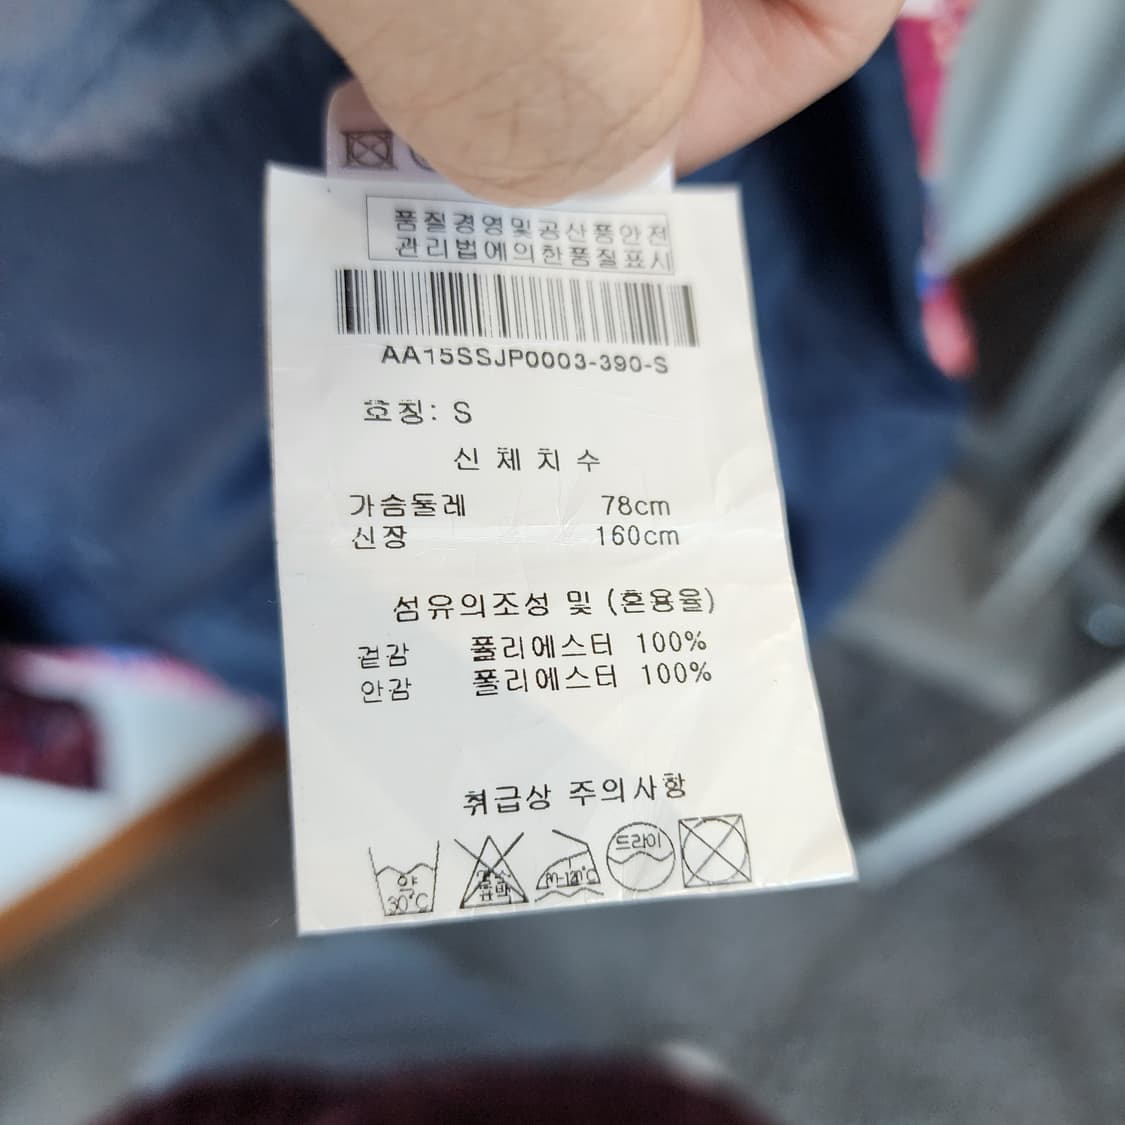 품질경영및공산품안전
관리법에의한품질표시
AA15SSJP0003-390-S
호칭: S
신체치수
가슴둘레 78cm
신장 160cm
섬유의조성 및 (혼용율)
겉감 폴리에스터 100%
안감 폴리에스터 100%
취급상 주의사항
약 30°C
드라이